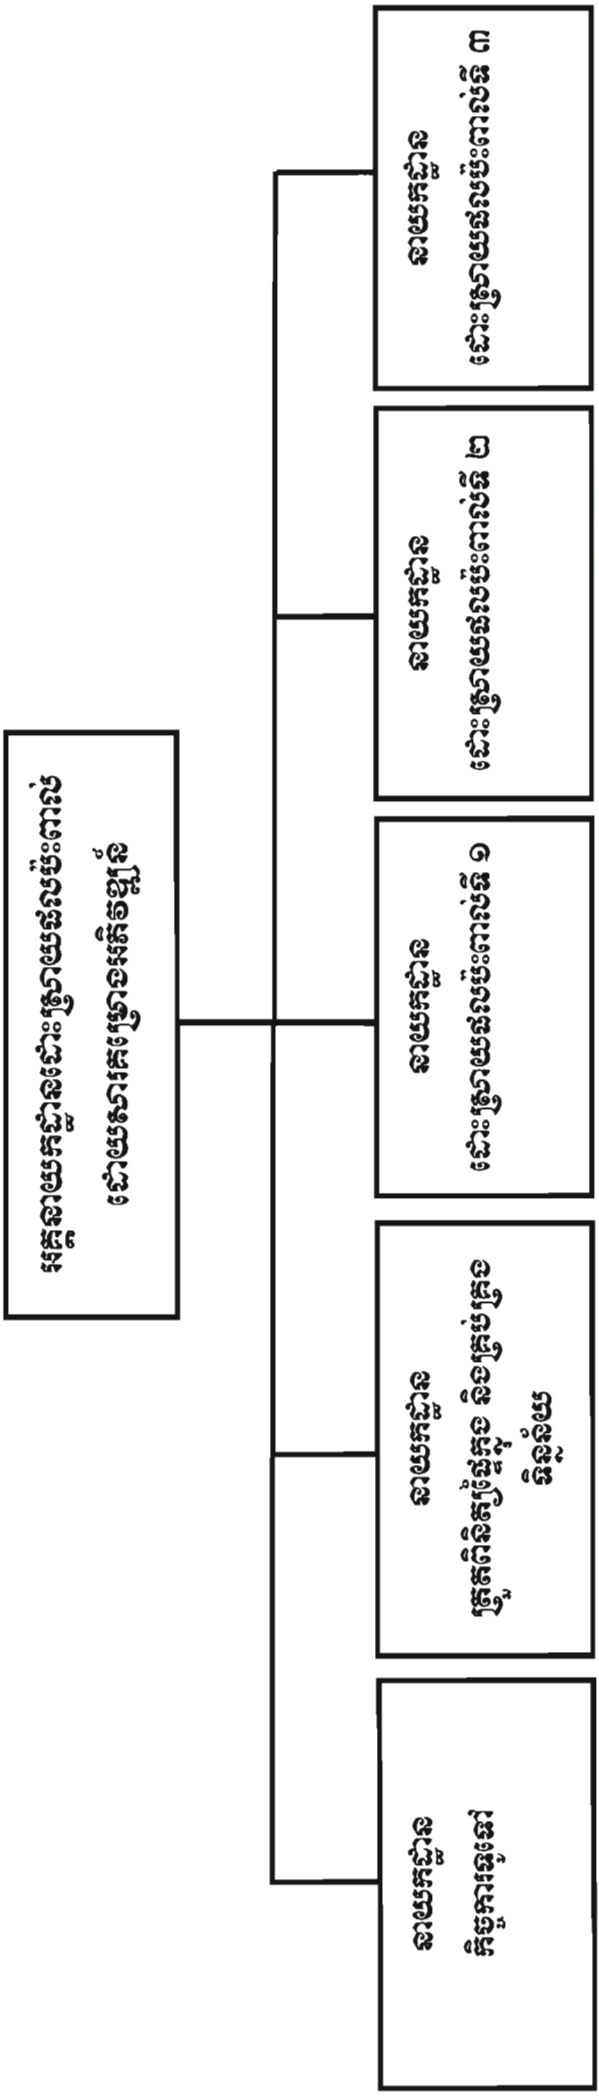 អគ្គនាយកដ្ឋានដោះស្រាយផលប៉ះពាល់
ដោយសារគម្រោងអភិវឌ្ឍន៍
នាយកដ្ឋាន
កិច្ចការទូទៅ
នាយកដ្ឋាន
ត្រួតពិនិត្យផ្ទៃក្នុង និងគ្រប់គ្រង
ទិន្នន័យ
នាយកដ្ឋាន
ដោះស្រាយផលប៉ះពាល់ទី ១
នាយកដ្ឋាន
ដោះស្រាយផលប៉ះពាល់ទី ២
នាយកដ្ឋាន
ដោះស្រាយផលប៉ះពាល់ទី ៣